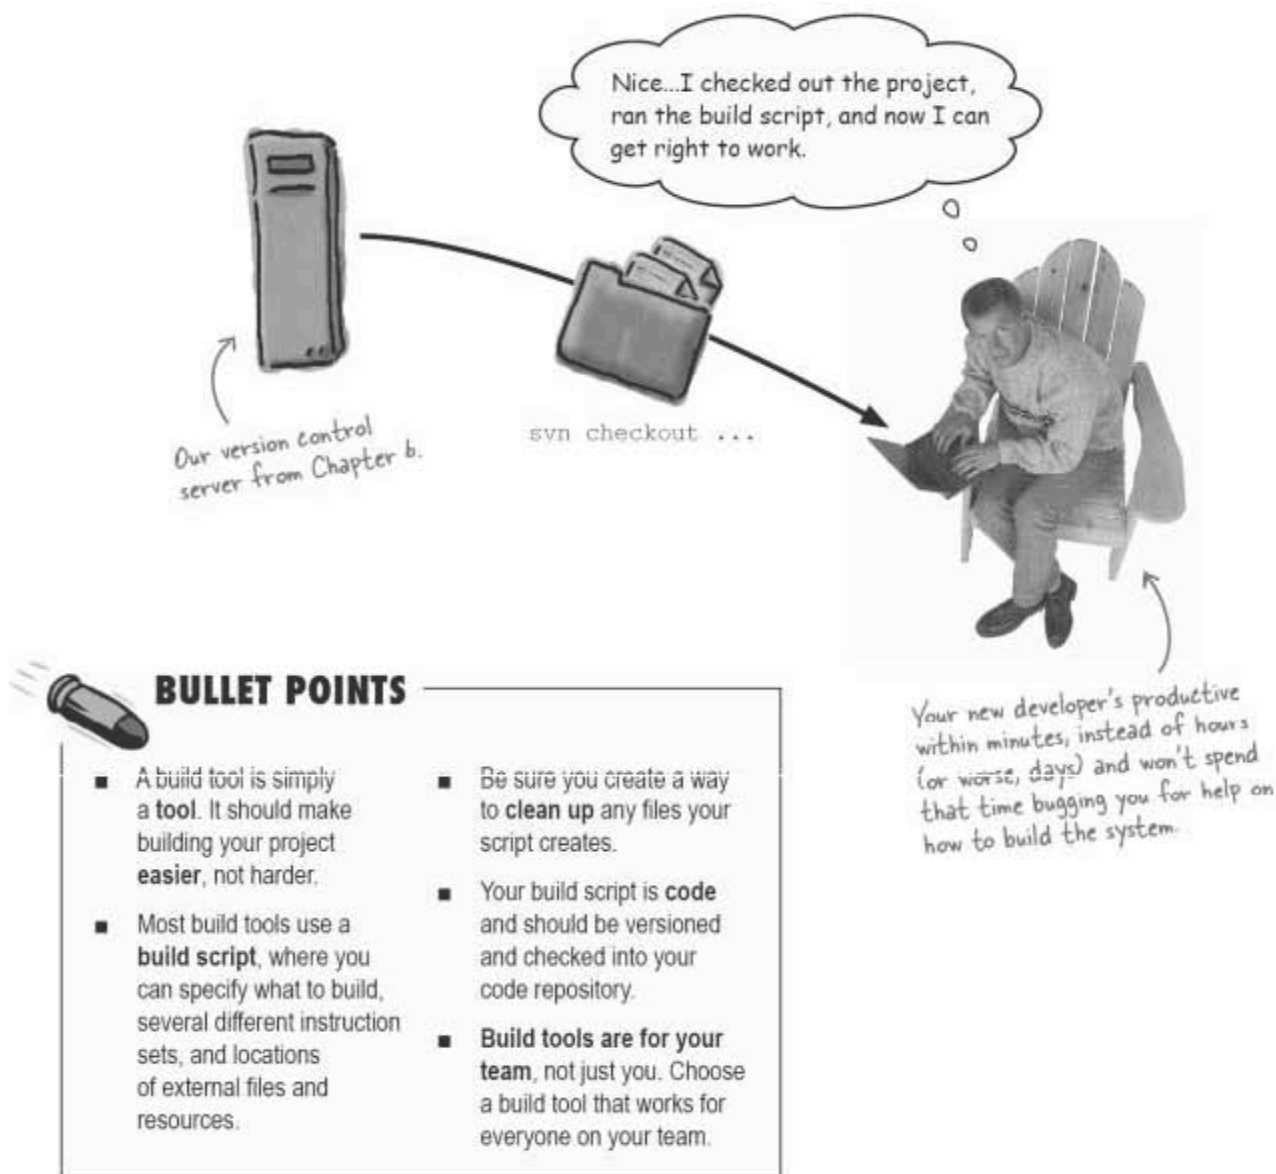 Nice...I checked out the project,
ran the build script, and now I can
get right to work.
Our version control
server from Chapter 6.
svn checkout ...
Your new developer's productive
within minutes, instead of hours
(or worse, days) and won't spend
that time bugging you for help on
how to build the system.
BULLET POINTS
■ A build tool is simply
a tool. It should make
building your project
easier, not harder.
■ Most build tools use a
build script, where you
can specify what to build,
several different instruction
sets, and locations
of external files and
resources.
■ Be sure you create a way
to clean up any files your
script creates.
■ Your build script is code
and should be versioned
and checked into your
code repository.
■ Build tools are for your
team, not just you. Choose
a build tool that works for
everyone on your team.